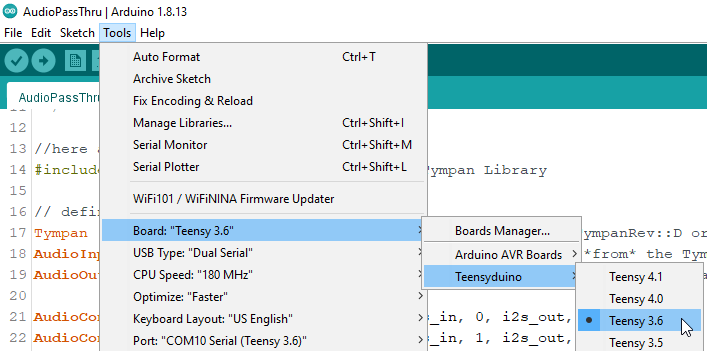 AudioPassThru | Arduino 1.8.13
File Edit Sketch Tools Help
Auto Format Ctrl+T
Archive Sketch
Fix Encoding & Reload
Manage Libraries... Ctrl+Shift+I
Serial Monitor Ctrl+Shift+M
Serial Plotter Ctrl+Shift+L
WiFi101 / WiFiNINA Firmware Updater
Board: "Teensy 3.6"
USB Type: "Dual Serial"
CPU Speed: "180 MHz"
Optimize: "Faster"
Keyboard Layout: "US English"
Port: "COM10 Serial (Teensy 3.6)"
Boards Manager...
Arduino AVR Boards
Teensyduino
Teensy 4.1
Teensy 4.0
Teensy 3.6
Teensy 3.5
AudioPassThru
12
13 //here
14 #include ympan Library
15
16 // defin
17 Tympan ympanRev::D or
18 AudioInp *from* the Tym
19 AudioOut
20
21 AudioCon _in, 0, i2s_out,
22 AudioCon _in, 1, i2s_out,